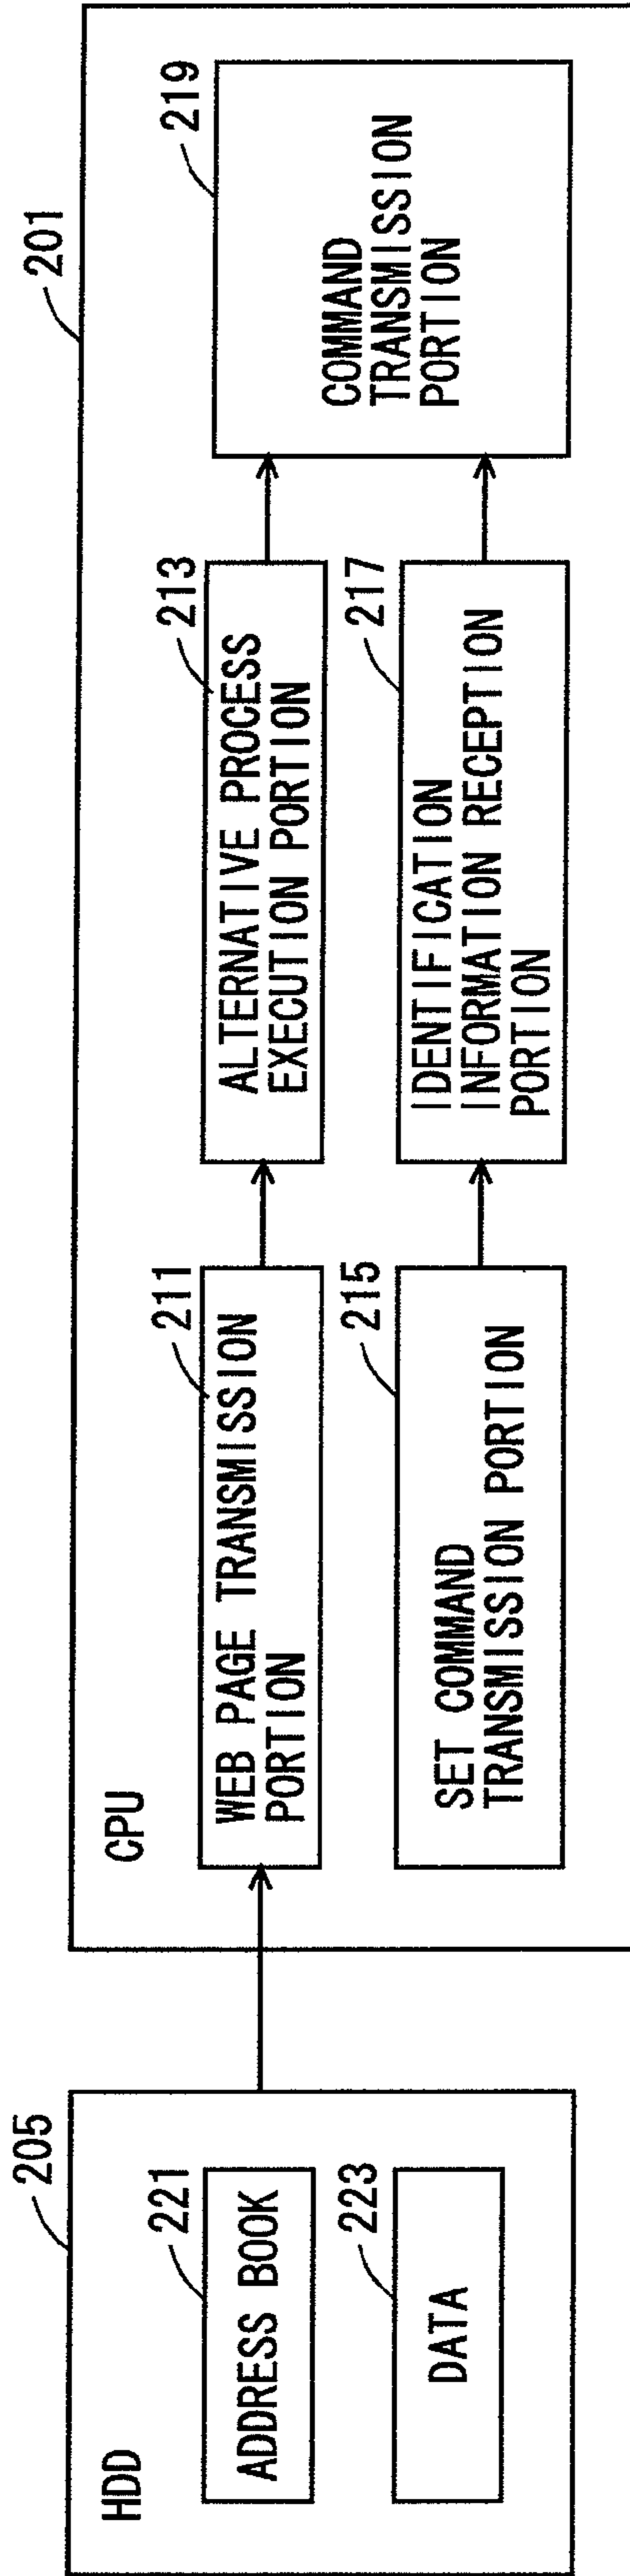 205
HDD
221
ADDRESS BOOK
223
DATA
201
CPU
211
WEB PAGE TRANSMISSION
PORTION
213
ALTERNATIVE PROCESS
EXECUTION PORTION
215
SET COMMAND
TRANSMISSION PORTION
217
IDENTIFICATION
INFORMATION RECEPTION
PORTION
219
COMMAND
TRANSMISSION
PORTION